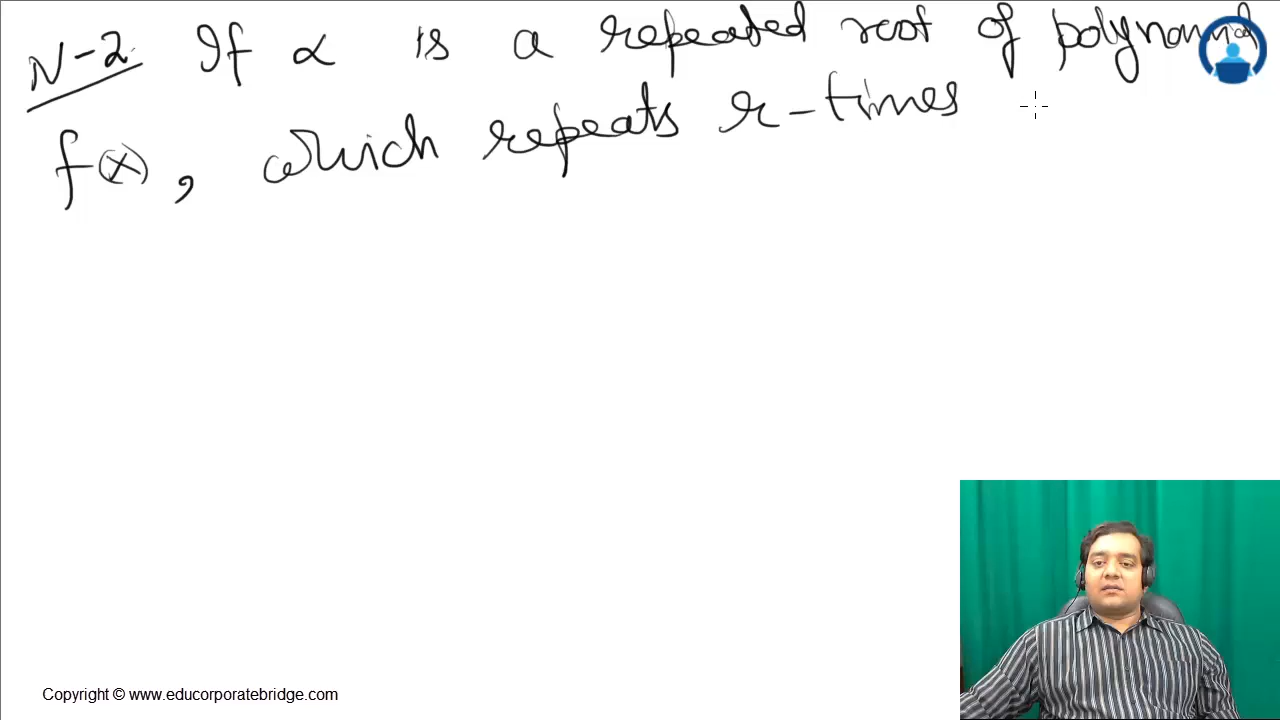 N-2. If α is a repeated root of polynomial
f(x), which repeats r-times
Copyright © www.educorporatebridge.com